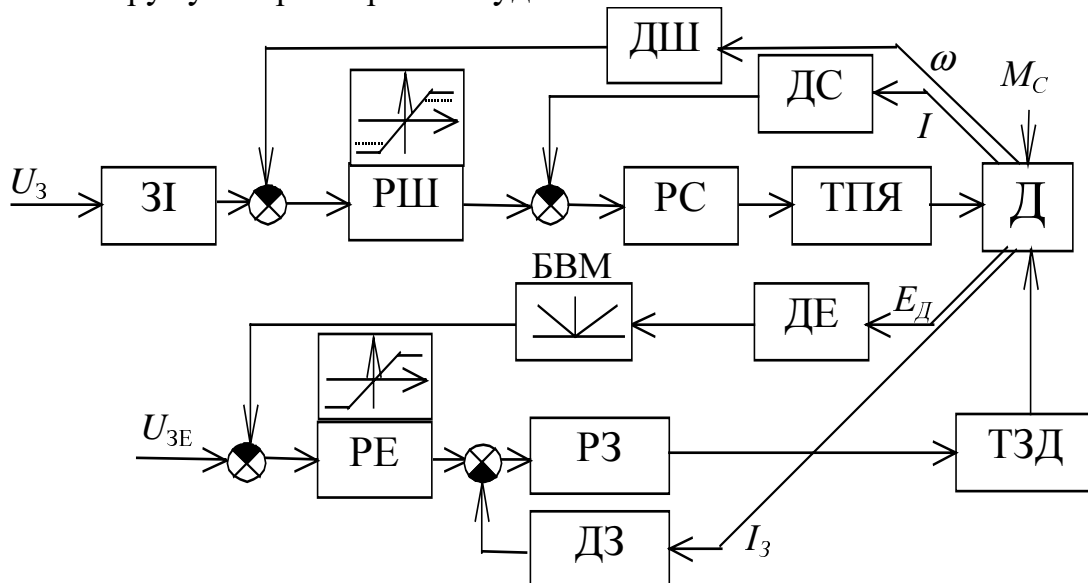 ДШ
ω
ДС
M_C
I
U_З
ЗІ
РШ
РС
ТПЯ
Д
БВМ
ДЕ
E_Д
U_ЗЕ
РЕ
РЗ
ТЗД
ДЗ
I_З